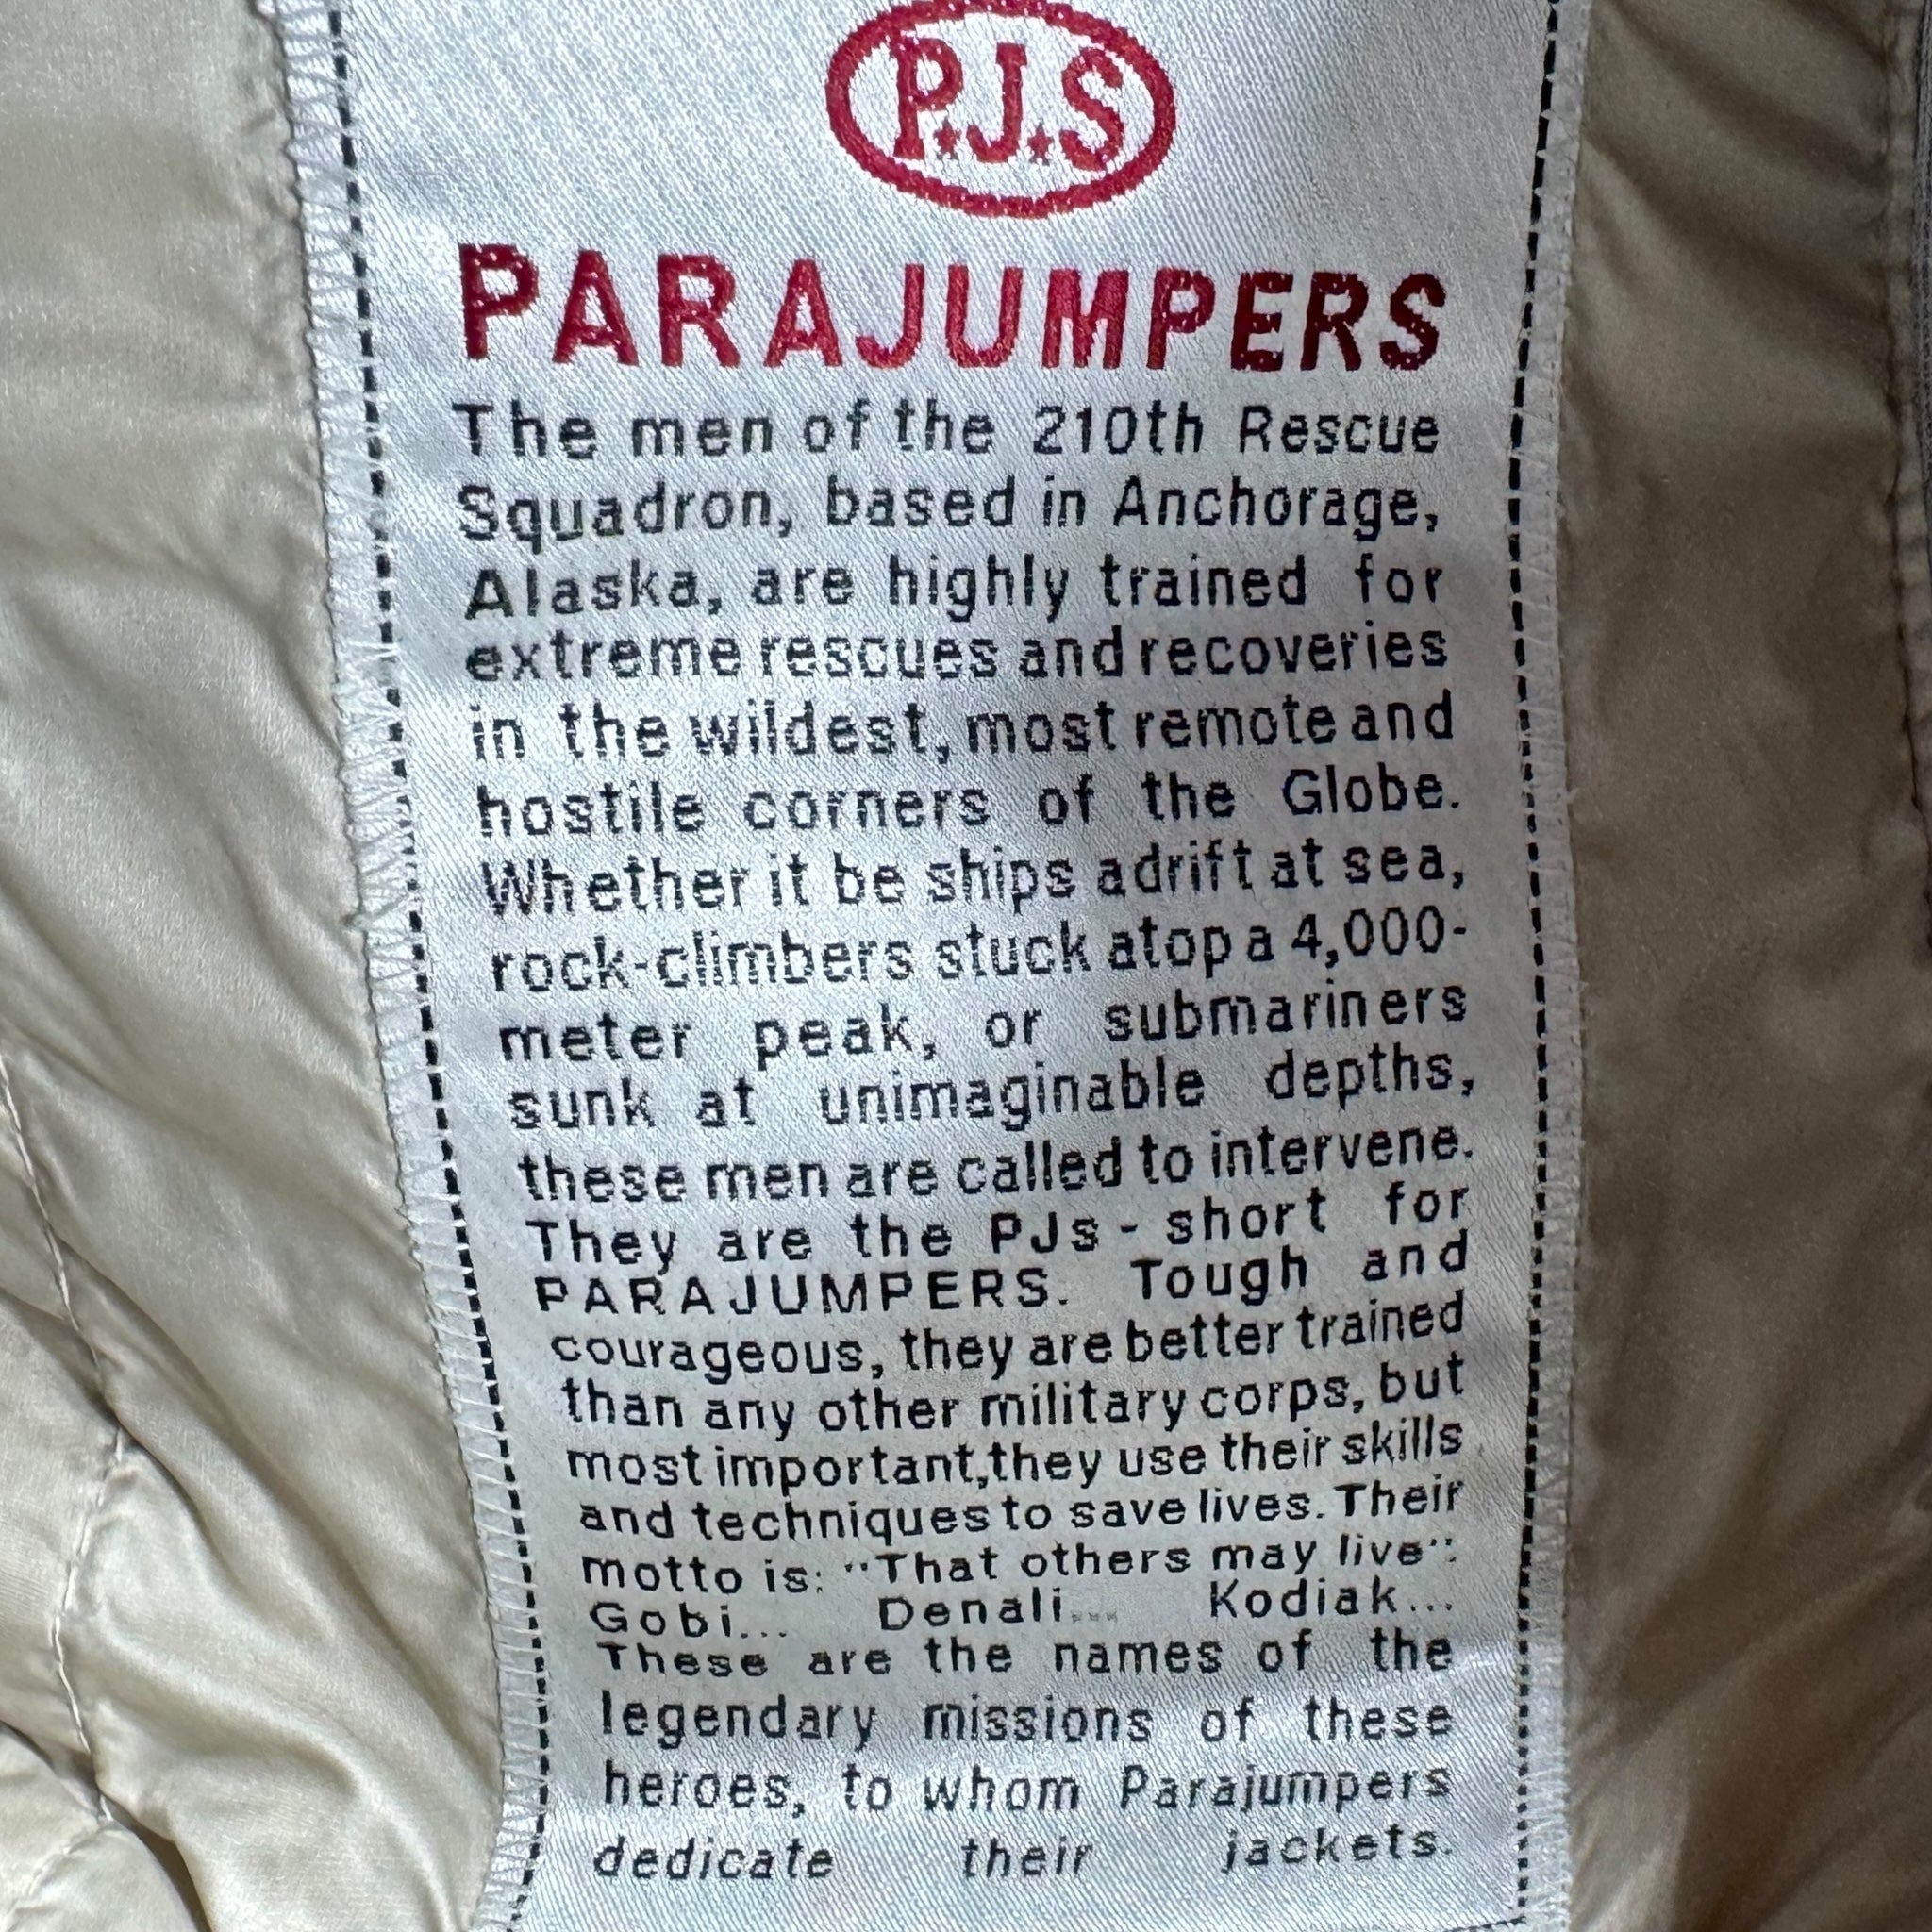 P.J.S
PARAJUMPERS
The men of the 210th Rescue
Squadron, based in Anchorage,
Alaska, are highly trained for
extreme rescues and recoveries
in the wildest, most remote and
hostile corners of the Globe.
Whether it be ships adrift at sea,
rock-climbers stuck atop a 4,000-
meter peak, or submariners
sunk at unimaginable depths,
these men are called to intervene.
They are the PJs - short for
PARAJUMPERS. Tough and
courageous, they are better trained
than any other military corps, but
most important,they use their skills
and techniques to save lives. Their
motto is: "That others may live":
Gobi... Denali... Kodiak...
These are the names of the
legendary missions of these
heroes, to whom Parajumpers
dedicate their jackets.